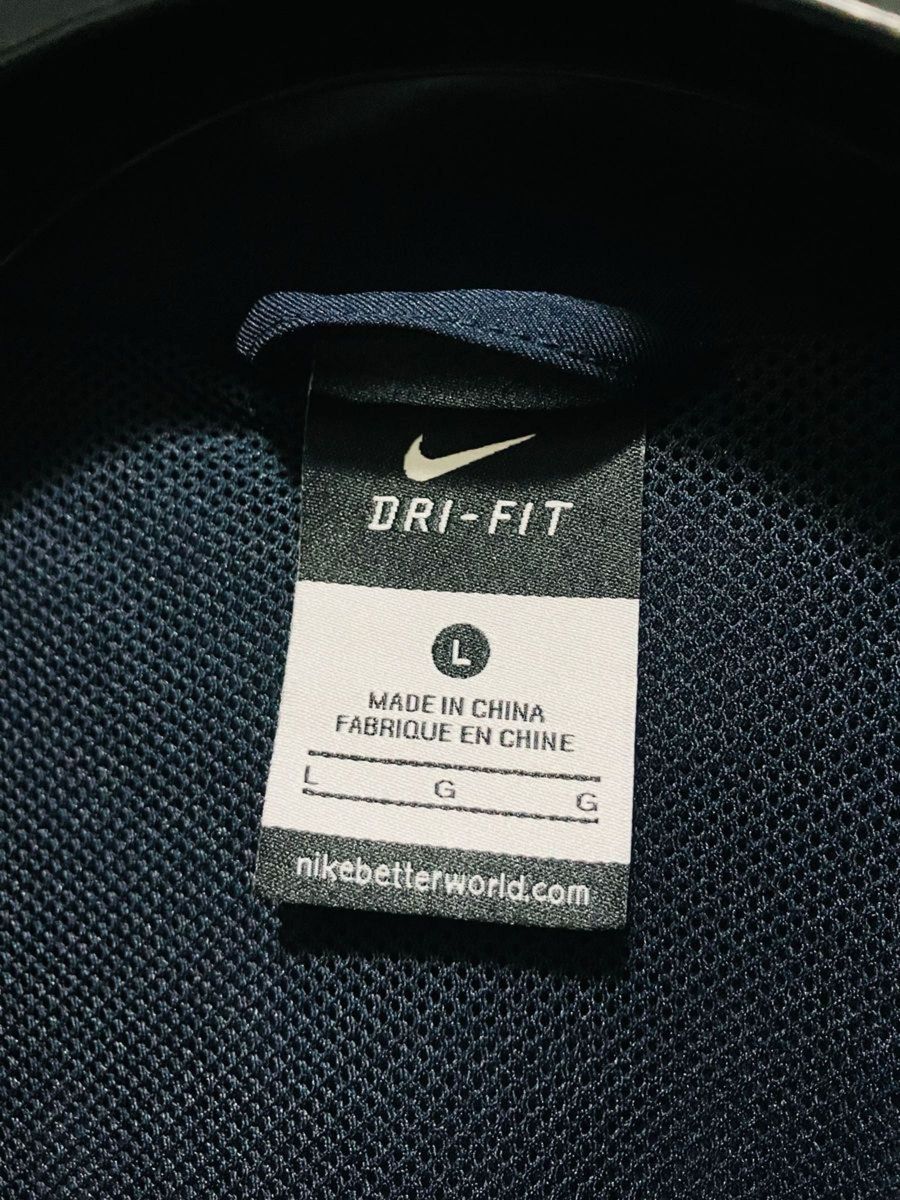 DRI-FIT
L
MADE IN CHINA
FABRIQUE EN CHINE
L G G
nikebetterworld.com